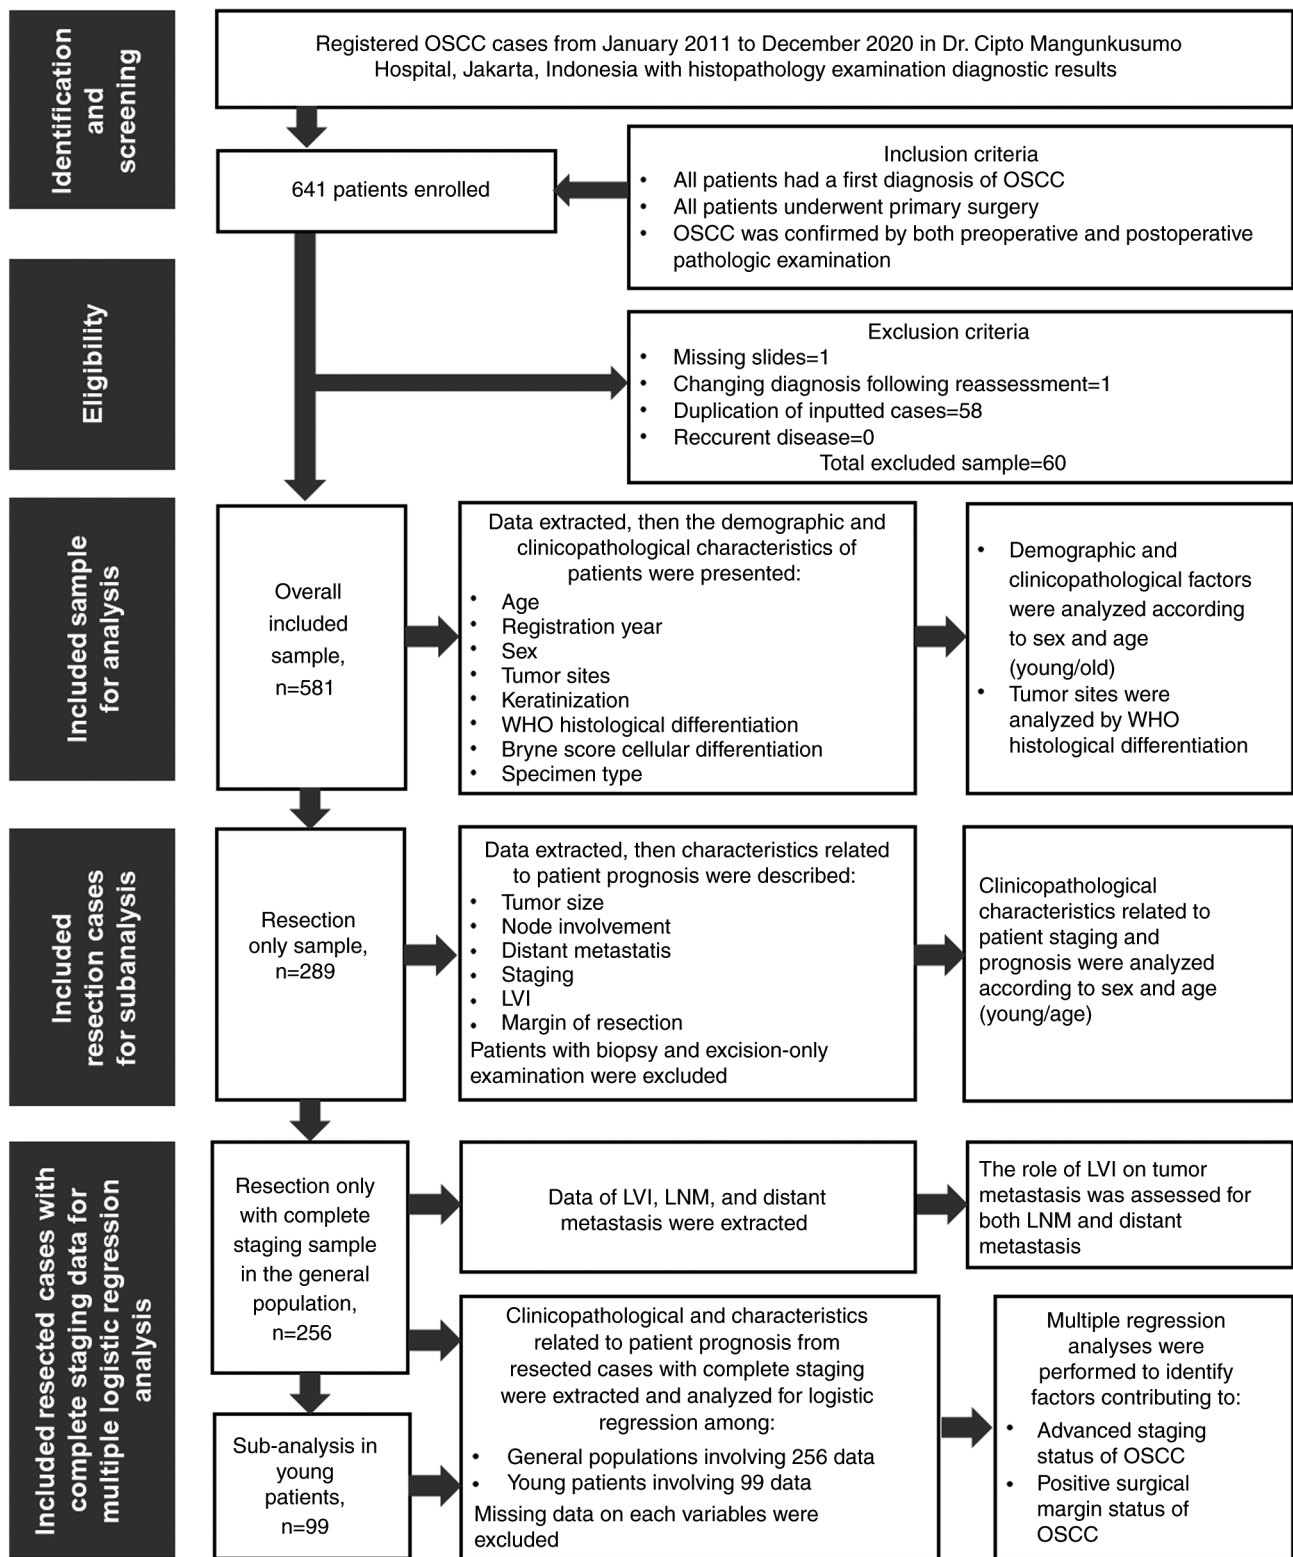 Identification
and
screening
Registered OSCC cases from January 2011 to December 2020 in Dr. Cipto Mangunkusumo
Hospital, Jakarta, Indonesia with histopathology examination diagnostic results
641 patients enrolled
Inclusion criteria
• All patients had a first diagnosis of OSCC
• All patients underwent primary surgery
• OSCC was confirmed by both preoperative and postoperative
pathologic examination
Eligibility
Exclusion criteria
• Missing slides=1
• Changing diagnosis following reassessment=1
• Duplication of inputted cases=58
• Reccurent disease=0
Total excluded sample=60
Included sample
for analysis
Overall
included
sample,
n=581
Data extracted, then the demographic and
clinicopathological characteristics of
patients were presented:
• Age
• Registration year
• Sex
• Tumor sites
• Keratinization
• WHO histological differentiation
• Bryne score cellular differentiation
• Specimen type
• Demographic and
clinicopathological factors
were analyzed according
to sex and age
(young/old)
• Tumor sites were
analyzed by WHO
histological differentiation
Included
resection cases
for subanalysis
Resection
only sample,
n=289
Data extracted, then characteristics related
to patient prognosis were described:
• Tumor size
• Node involvement
• Distant metastatis
• Staging
• LVI
• Margin of resection
Patients with biopsy and excision-only
examination were excluded
Clinicopathological
characteristics related to
patient staging and
prognosis were analyzed
according to sex and age
(young/age)
Included resected cases with
complete staging data for
multiple logistic regression
analysis
Resection only
with complete
staging sample
in the general
population,
n=256
Data of LVI, LNM, and distant
metastasis were extracted
The role of LVI on tumor
metastasis was assessed for
both LNM and distant
metastasis
Sub-analysis in
young
patients,
n=99
Clinicopathological and characteristics
related to patient prognosis from
resected cases with complete staging
were extracted and analyzed for logistic
regression among:
• General populations involving 256 data
• Young patients involving 99 data
Missing data on each variables were
excluded
Multiple regression
analyses were
performed to identify
factors contributing to:
• Advanced staging
status of OSCC
• Positive surgical
margin status of
OSCC